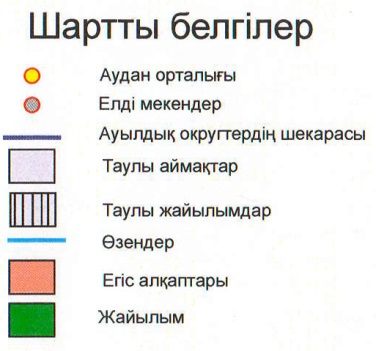 Шартты белгілер
Аудан орталығы
Елді мекендер
Ауылдық округтердің шекарасы
Таулы аймақтар
Таулы жайылымдар
Өзендер
Егіс алқаптары
Жайылым